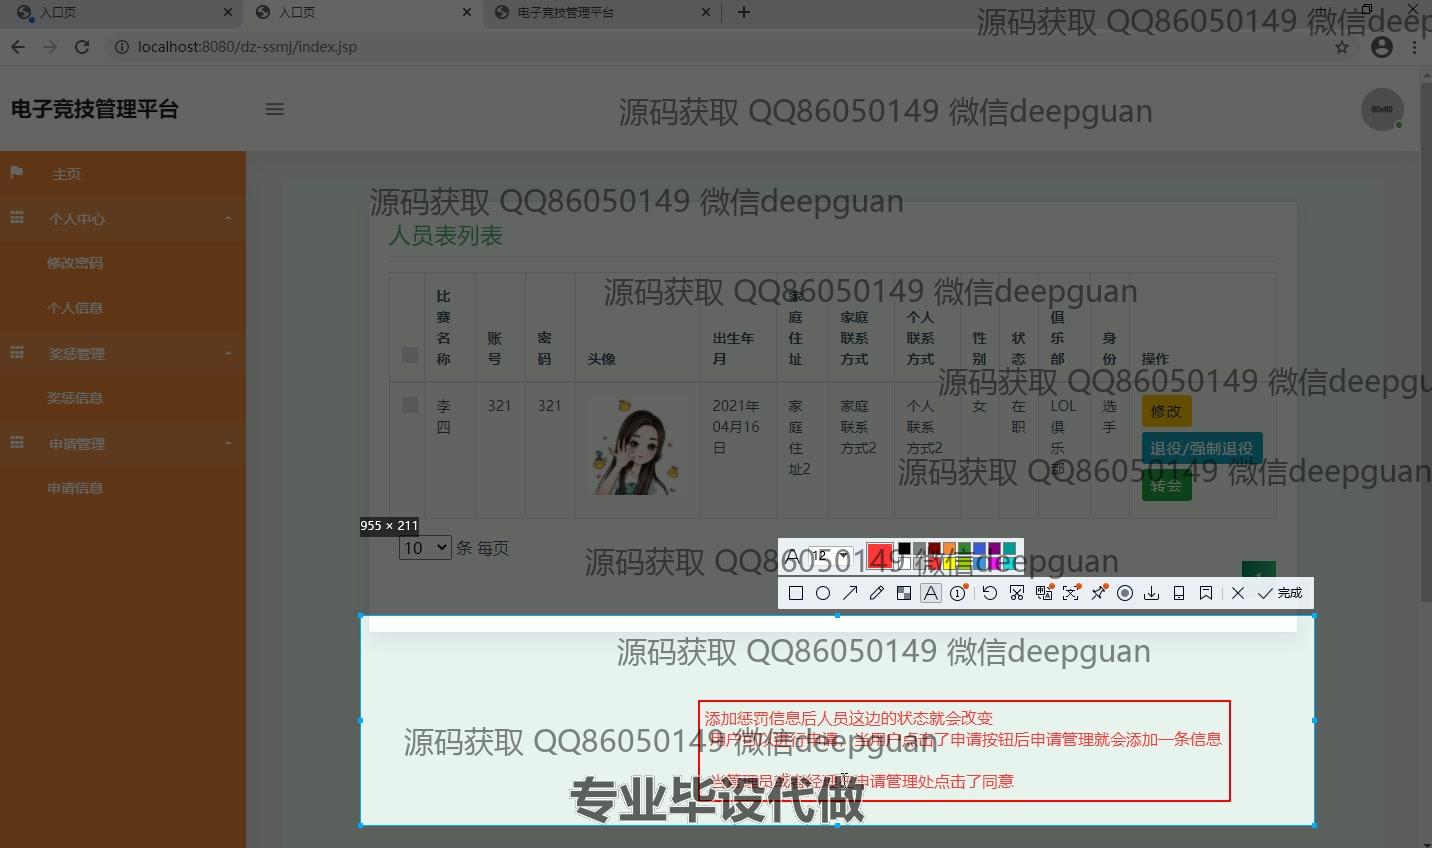 入口页
入口页
电子竞技管理平台
localhost:8080/dz-ssmj/index.jsp
源码获取 QQ86050149 微信deep
电子竞技管理平台
源码获取 QQ86050149 微信deepguan
80x80
主页
个人中心
修改密码
个人信息
奖惩管理
奖惩信息
申请管理
申请信息
源码获取 QQ86050149 微信deepguan
人员表列表
源码获取 QQ86050149 微信deepguan
比赛名称 账号 密码 头像 出生年月 家庭住址 家庭联系方式 个人联系方式 性别 状态 俱乐部 身份 操作
源码获取 QQ86050149 微信deepgu
李四 321 321 2021年04月16日 家庭住址2 家庭联系方式2 个人联系方式2 女 在职 LOL俱乐部 选手 修改
退役/强制退役
源码获取 QQ86050149 微信deepguan
转会
955 × 211
10 条 每页
源码获取 QQ86050149 微信deepguan
A 12
1
A 1 完成
源码获取 QQ86050149 微信deepguan
添加惩罚信息后人员这边的状态就会改变
用户可以进行申请，当用户点击了申请按钮后申请管理就会添加一条信息
源码获取 QQ86050149 微信deepguan
当管理员或者经理在申请管理处点击了同意
专业毕设代做